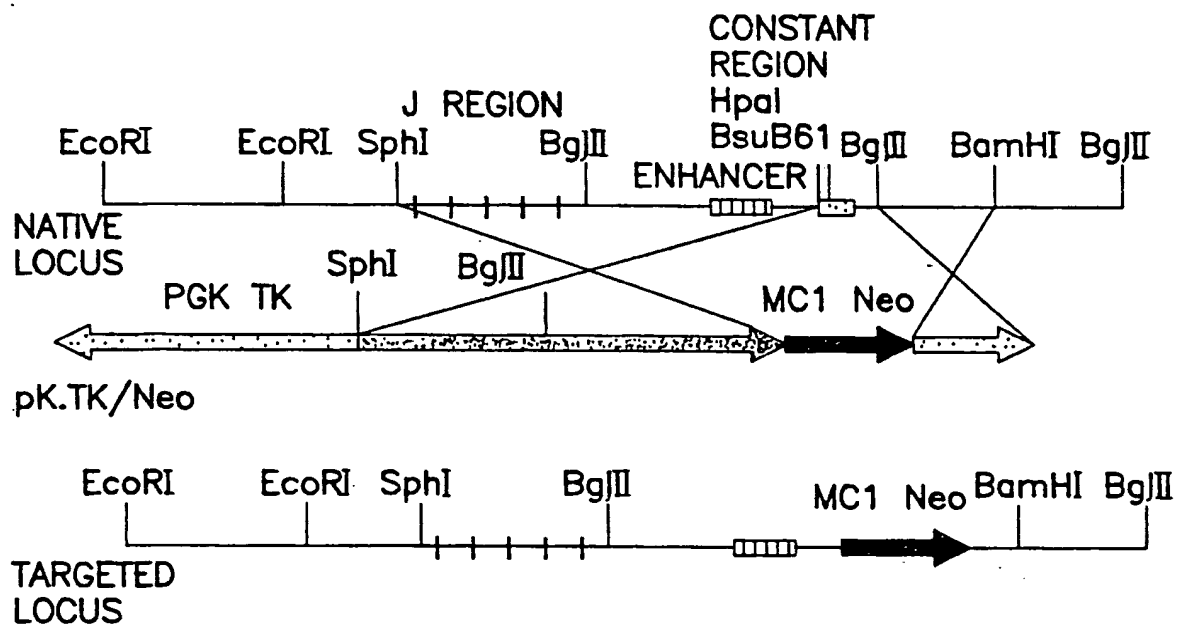 CONSTANT
REGION
HpaI
BsuB61
J REGION
EcoRI EcoRI SphI BglII BglII BamHI BglII
ENHANCER
NATIVE
LOCUS
SphI BglII
PGK TK MC1 Neo
pK.TK/Neo
EcoRI EcoRI SphI BglII MC1 Neo BamHI BglII
TARGETED
LOCUS